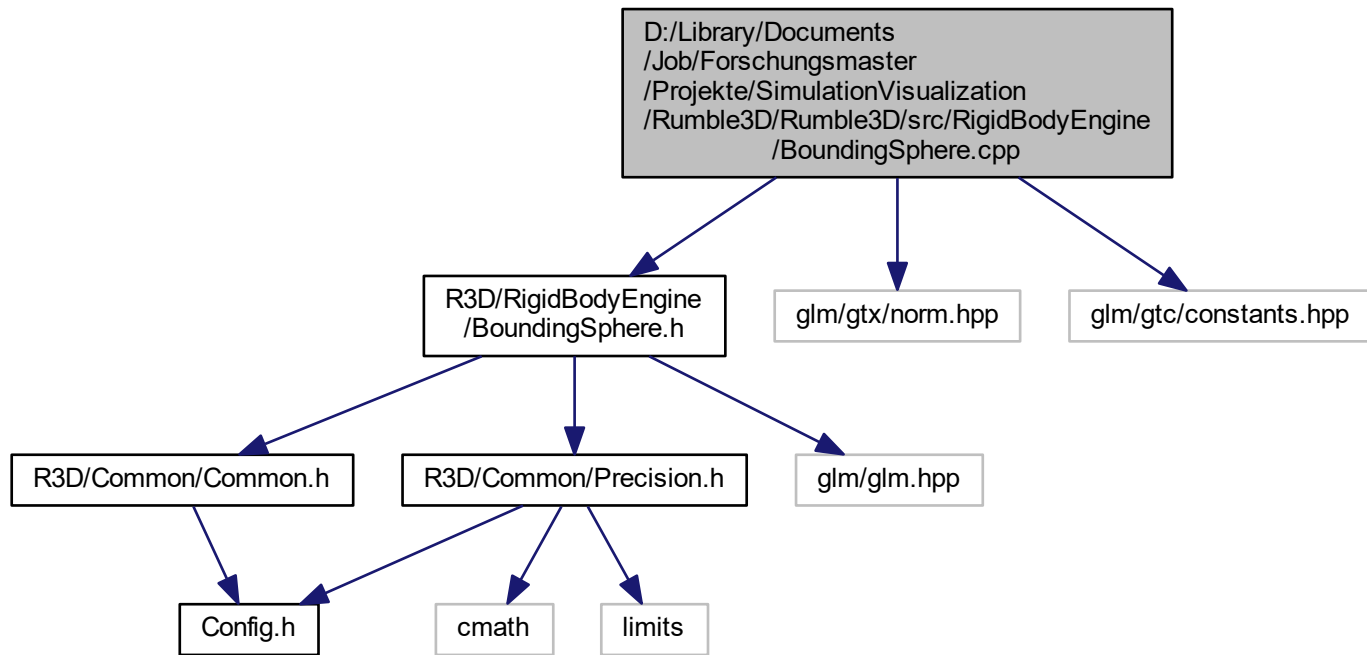 D:/Library/Documents
/Job/Forschungsmaster
/Projekte/SimulationVisualization
/Rumble3D/Rumble3D/src/RigidBodyEngine
/BoundingSphere.cpp
R3D/RigidBodyEngine
/BoundingSphere.h
glm/gtx/norm.hpp
glm/gtc/constants.hpp
R3D/Common/Common.h
R3D/Common/Precision.h
glm/glm.hpp
Config.h
cmath
limits